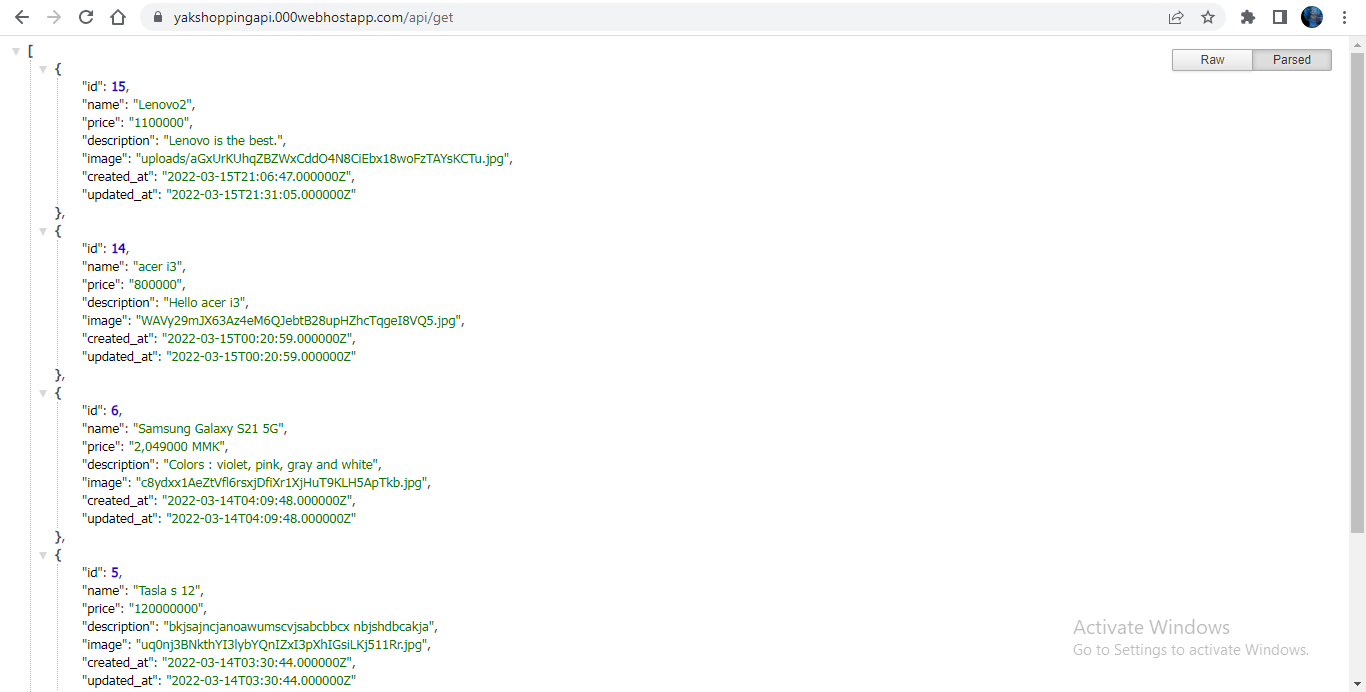 yakshoppingapi.000webhostapp.com/api/get
Raw Parsed
[
{
"id": 15,
"name": "Lenovo2",
"price": "1100000",
"description": "Lenovo is the best.",
"image": "uploads/aGxUrKUhqZBZWxCddO4N8CiEbx18woFzTAYsKCTu.jpg",
"created_at": "2022-03-15T21:06:47.000000Z",
"updated_at": "2022-03-15T21:31:05.000000Z"
},
{
"id": 14,
"name": "acer i3",
"price": "800000",
"description": "Hello acer i3",
"image": "WAVy29mJX63Az4eM6QJebtB28upHZhcTqgeI8VQ5.jpg",
"created_at": "2022-03-15T00:20:59.000000Z",
"updated_at": "2022-03-15T00:20:59.000000Z"
},
{
"id": 6,
"name": "Samsung Galaxy S21 5G",
"price": "2,049000 MMK",
"description": "Colors : violet, pink, gray and white",
"image": "c8ydxx1AeZtVfl6rsxjDfiXr1XjHuT9KLH5ApTkb.jpg",
"created_at": "2022-03-14T04:09:48.000000Z",
"updated_at": "2022-03-14T04:09:48.000000Z"
},
{
"id": 5,
"name": "Tasla s 12",
"price": "120000000",
"description": "bkjsajncjanoawumscvjsabcbbcx nbjshdbcakja",
"image": "uq0nj3BNkthYI3lybYQnIZxI3pXhIGsiLKj511Rr.jpg",
"created_at": "2022-03-14T03:30:44.000000Z",
"updated_at": "2022-03-14T03:30:44.000000Z"
Activate Windows
Go to Settings to activate Windows.